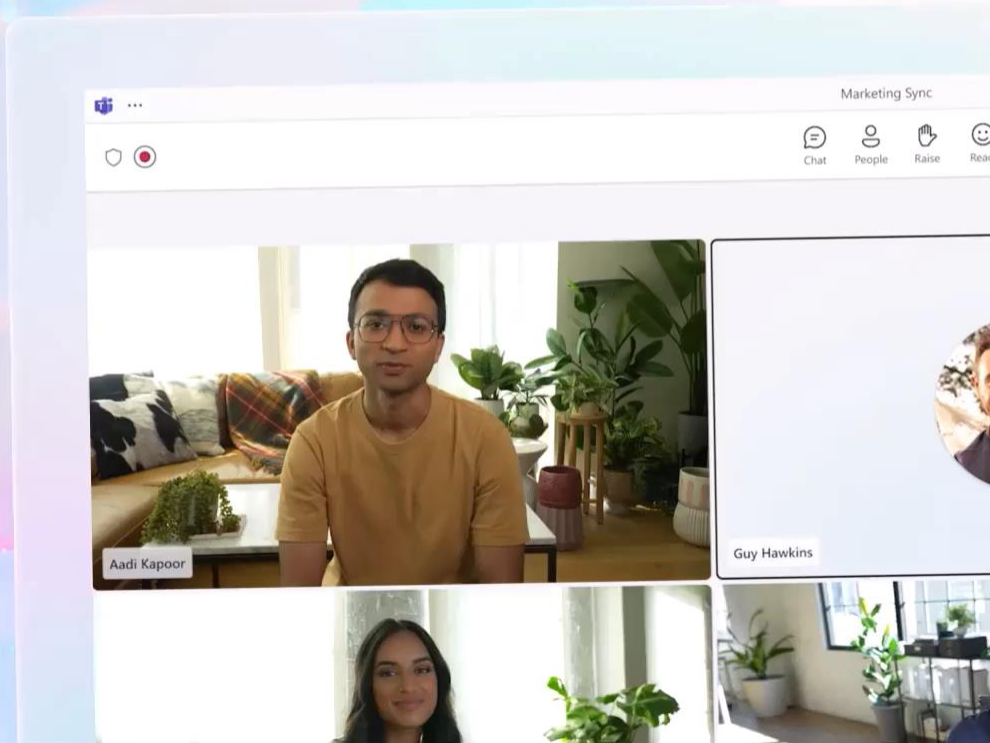 Marketing Sync
Chat
People
Raise
Aadi Kapoor
Guy Hawkins